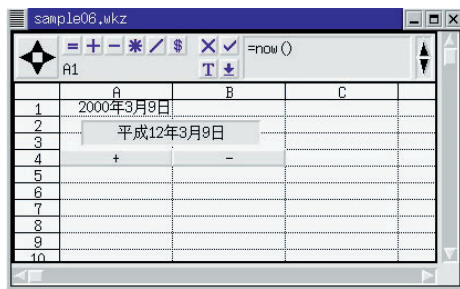 sample06.wkz
= + - * / $
=now()
A1
T
A B C
1 2000年3月9日
2
平成12年3月9日
3
4 + -
5
6
7
8
9
10